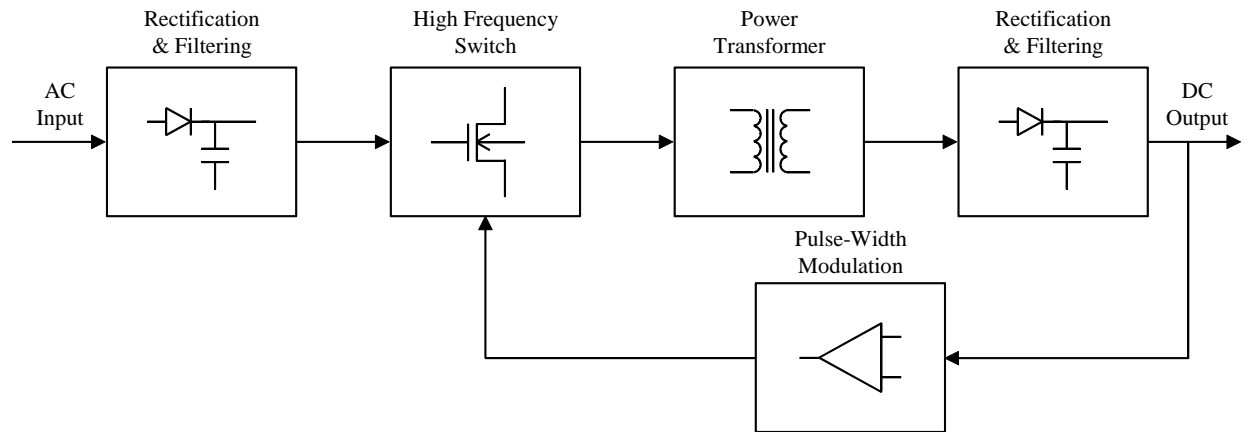 Rectification
& Filtering
High Frequency
Switch
Power
Transformer
Rectification
& Filtering
AC
Input
DC
Output
Pulse-Width
Modulation